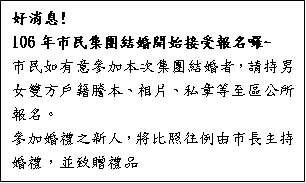 好消息!
106年市民集團結婚開始接受報名囉~
市民如有意參加本次集團結婚者，請持男
女雙方戶籍謄本、相片、私章等至區公所
報名。
參加婚禮之新人，將比照往例由市長主持
婚禮，並致贈禮品